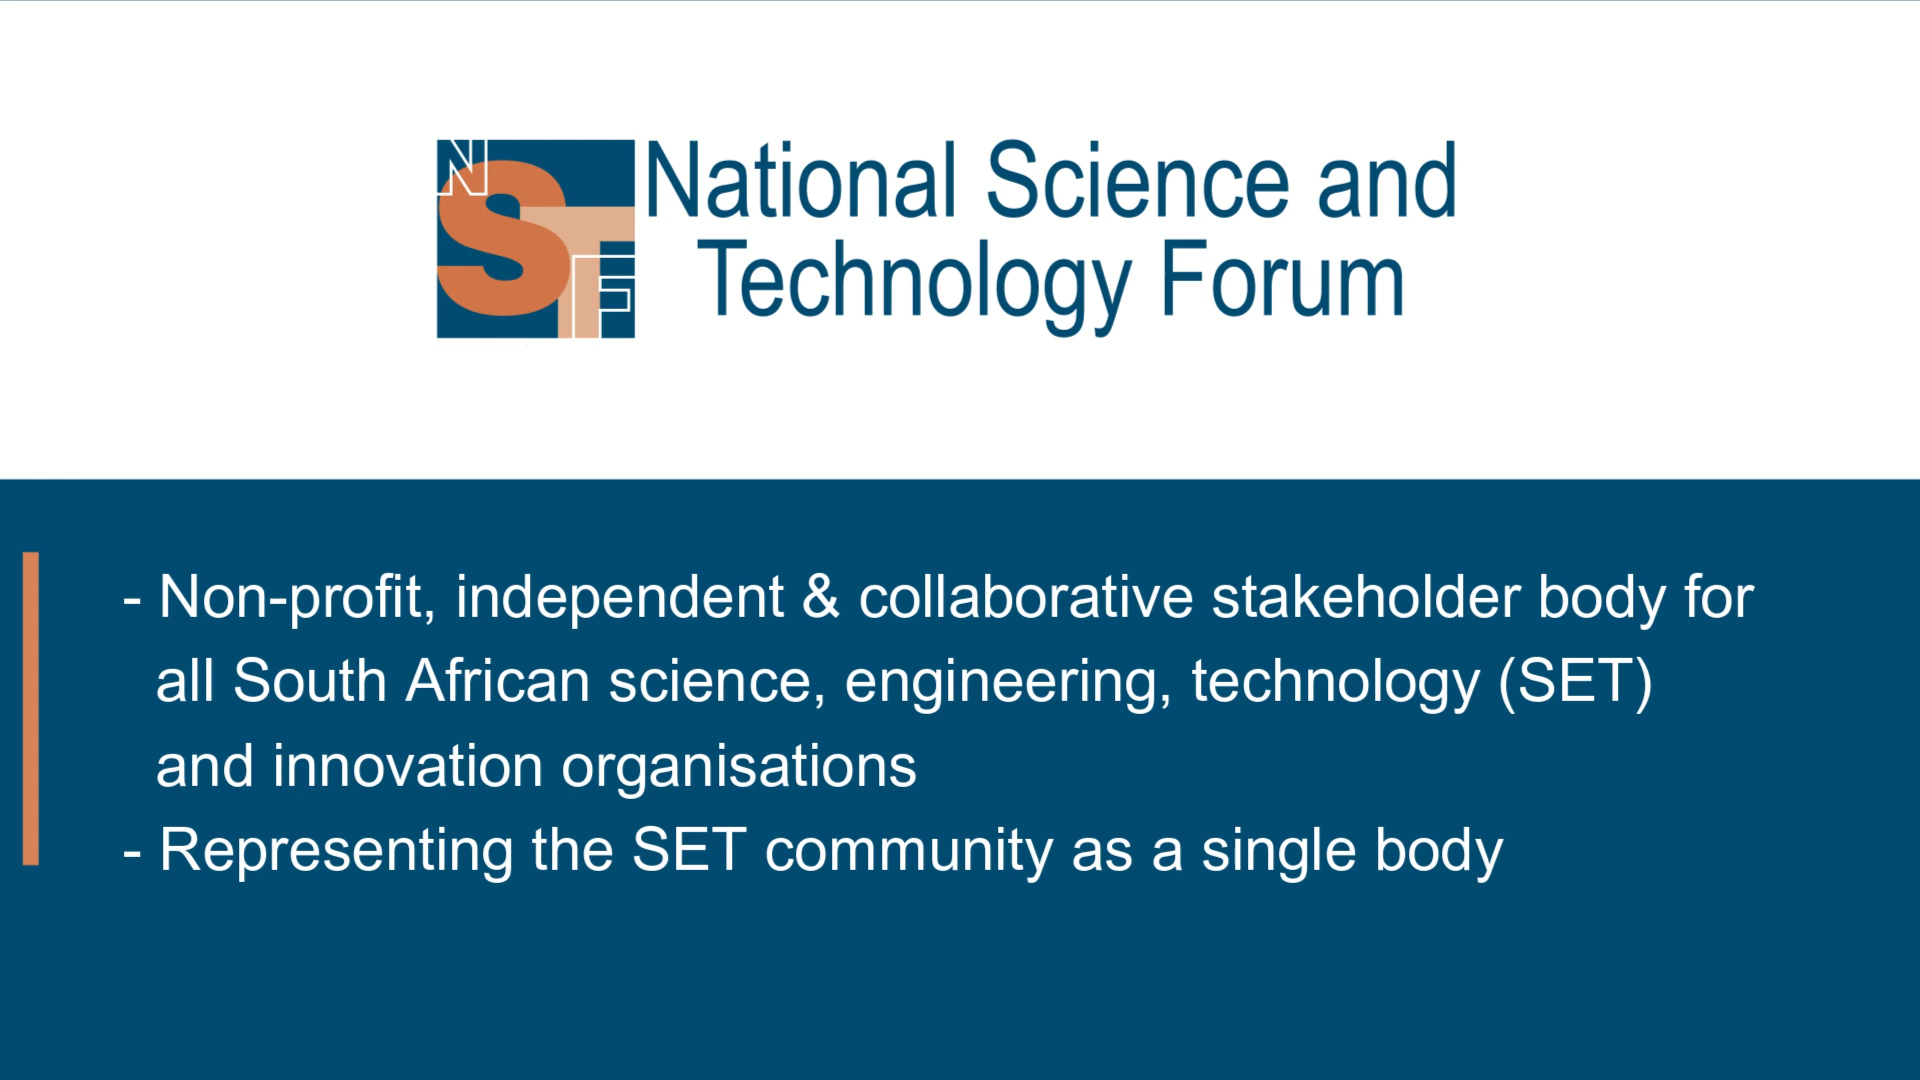 NSTF
National Science and
Technology Forum
- Non-profit, independent & collaborative stakeholder body for
all South African science, engineering, technology (SET)
and innovation organisations
- Representing the SET community as a single body